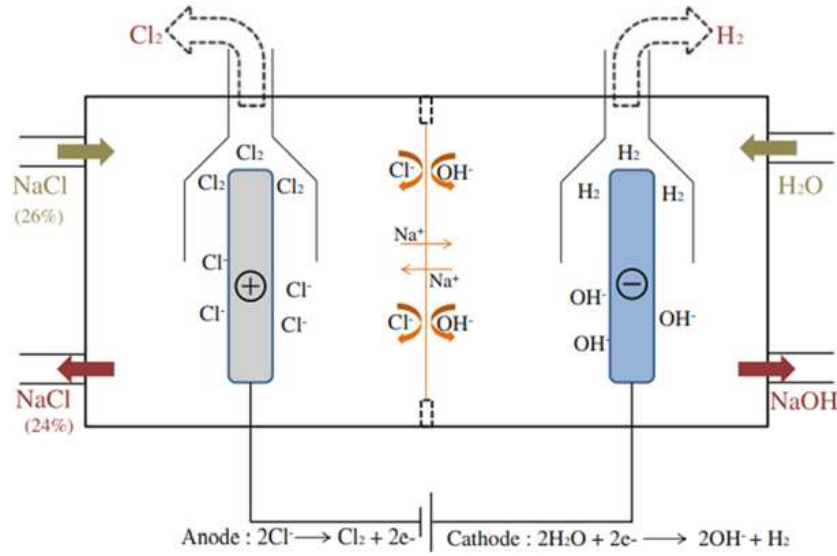 Cl₂
H₂
NaCl
(26%)
H₂O
Cl₂
Cl₂
Cl₂
H₂
H₂
H₂
Cl⁻
OH⁻
Na⁺
Na⁺
Cl⁻
Cl⁻
Cl⁻
Cl⁻
+
−
OH⁻
OH⁻
OH⁻
Cl⁻
OH⁻
NaCl
(24%)
NaOH
Anode : 2Cl⁻ → Cl₂ + 2e-
Cathode : 2H₂O + 2e- → 2OH⁻ + H₂